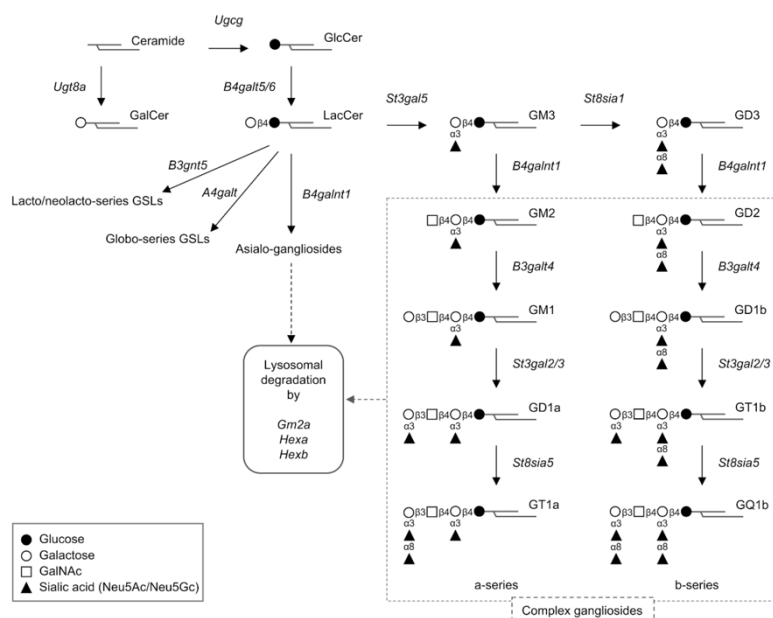 Ugcg
Ceramide
GlcCer
Ugt8a
B4galt5/6
GalCer
β4
LacCer
St3gal5
β4
α3
GM3
St8sia1
β4
α3
α8
GD3
B3gnt5
A4galt
B4galnt1
B4galnt1
B4galnt1
Lacto/neolacto-series GSLs
Globo-series GSLs
Asialo-gangliosides
β4 β4
α3
GM2
β4 β4
α3
α8
GD2
B3galt4
B3galt4
β3 β4 β4
α3
GM1
β3 β4 β4
α3
α8
GD1b
St3gal2/3
St3gal2/3
Lysosomal
degradation
by
Gm2a
Hexa
Hexb
β3 β4 β4
α3 α3
GD1a
β3 β4 β4
α3 α3
α8
GT1b
St8sia5
St8sia5
β3 β4 β4
α3 α3
α8
GT1a
β3 β4 β4
α3 α3
α8 α8
GQ1b
a-series
b-series
Complex gangliosides
Glucose
Galactose
GalNAc
Sialic acid (Neu5Ac/Neu5Gc)